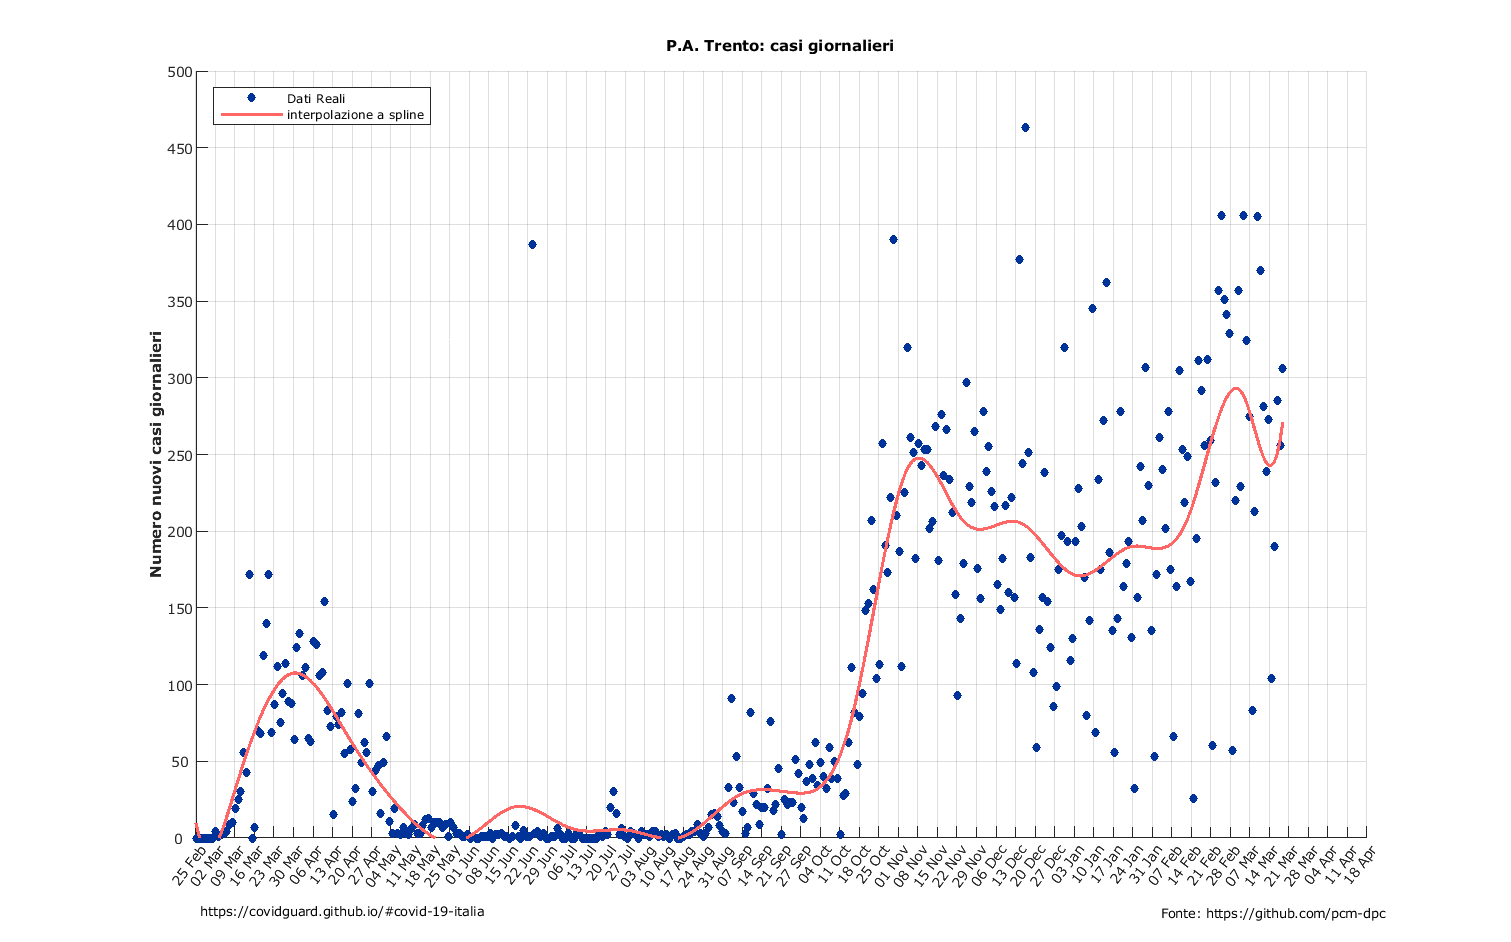 P.A. Trento: casi giornalieri
Dati Reali
interpolazione a spline
Numero nuovi casi giornalieri
500
450
400
350
300
250
200
150
100
50
0
25 Feb
02 Mar
09 Mar
16 Mar
23 Mar
30 Mar
06 Apr
13 Apr
20 Apr
27 Apr
04 May
11 May
18 May
25 May
01 Jun
08 Jun
15 Jun
22 Jun
29 Jun
06 Jul
13 Jul
20 Jul
27 Jul
03 Aug
10 Aug
17 Aug
24 Aug
31 Aug
07 Sep
14 Sep
21 Sep
27 Sep
04 Oct
11 Oct
18 Oct
25 Oct
01 Nov
08 Nov
15 Nov
22 Nov
29 Nov
06 Dec
13 Dec
20 Dec
27 Dec
03 Jan
10 Jan
17 Jan
24 Jan
31 Jan
07 Feb
14 Feb
21 Feb
28 Feb
07 Mar
14 Mar
21 Mar
28 Mar
04 Apr
11 Apr
18 Apr
https://covidguard.github.io/#covid-19-italia
Fonte: https://github.com/pcm-dpc